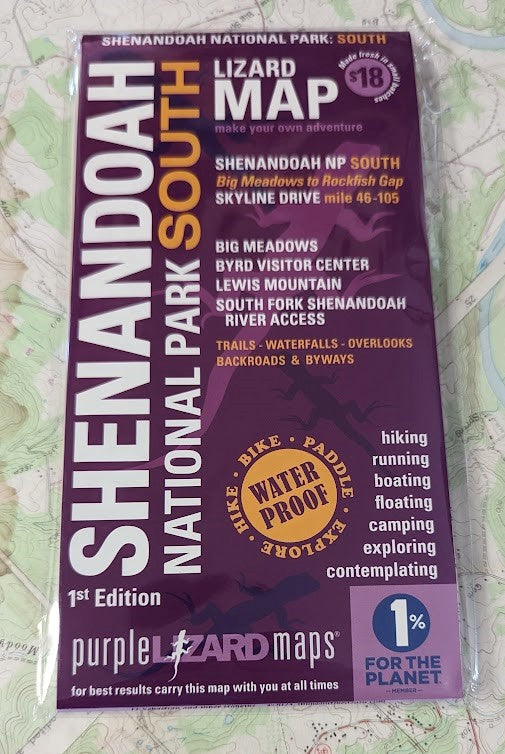 SHENANDOAH NATIONAL PARK: SOUTH
SHENANDOAH
NATIONAL PARK SOUTH
LIZARD
MAP
make your own adventure
Made fresh in small batches
$18
SHENANDOAH NP SOUTH
Big Meadows to Rockfish Gap
SKYLINE DRIVE mile 46-105
BIG MEADOWS
BYRD VISITOR CENTER
LEWIS MOUNTAIN
SOUTH FORK SHENANDOAH
RIVER ACCESS
TRAILS - WATERFALLS - OVERLOOKS
BACKROADS & BYWAYS
HIKE • BIKE • PADDLE • EXPLORE •
WATER
PROOF
hiking
running
boating
floating
camping
exploring
contemplating
1st Edition
purpleLIZARDmaps®
for best results carry this map with you at all times
1%
FOR THE
PLANET
— MEMBER —